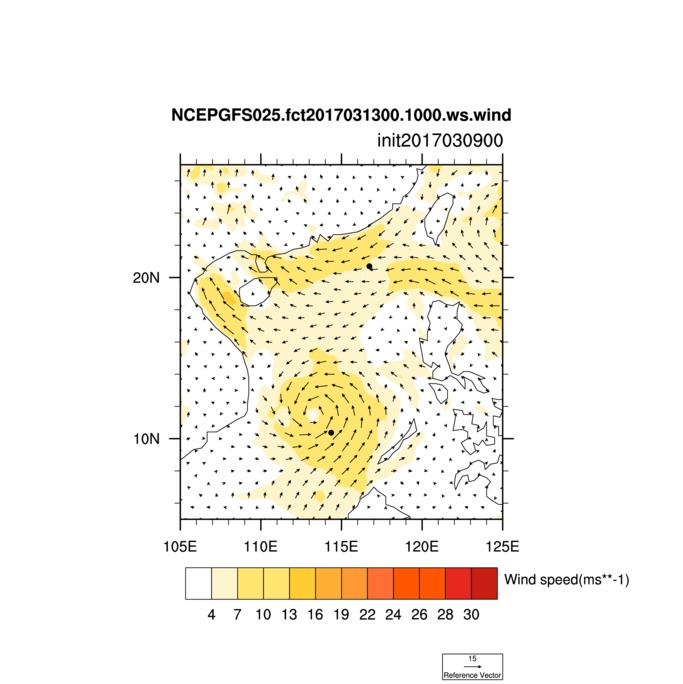 NCEPGFS025.fct2017031300.1000.ws.wind
init2017030900
20N
10N
105E 110E 115E 120E 125E
4 7 10 13 16 19 22 24 26 28 30
Wind speed(ms**-1)
15
Reference Vector